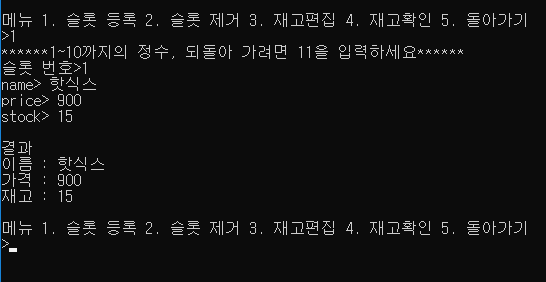 메뉴 1. 슬롯 등록 2. 슬롯 제거 3. 재고편집 4. 재고확인 5. 돌아가기
>1
******1~10까지의 정수, 되돌아 가려면 11을 입력하세요******
슬롯 번호>1
name> 핫식스
price> 900
stock> 15
결과
이름 : 핫식스
가격 : 900
재고 : 15
메뉴 1. 슬롯 등록 2. 슬롯 제거 3. 재고편집 4. 재고확인 5. 돌아가기
>